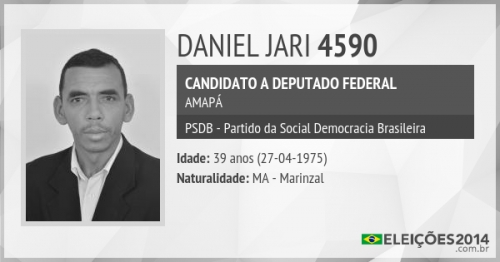 DANIEL JARI 4590
CANDIDATO A DEPUTADO FEDERAL
AMAPÁ
PSDB - Partido da Social Democracia Brasileira
Idade: 39 anos (27-04-1975)
Naturalidade: MA - Marinzal
ELEIÇÕES2014
.com.br